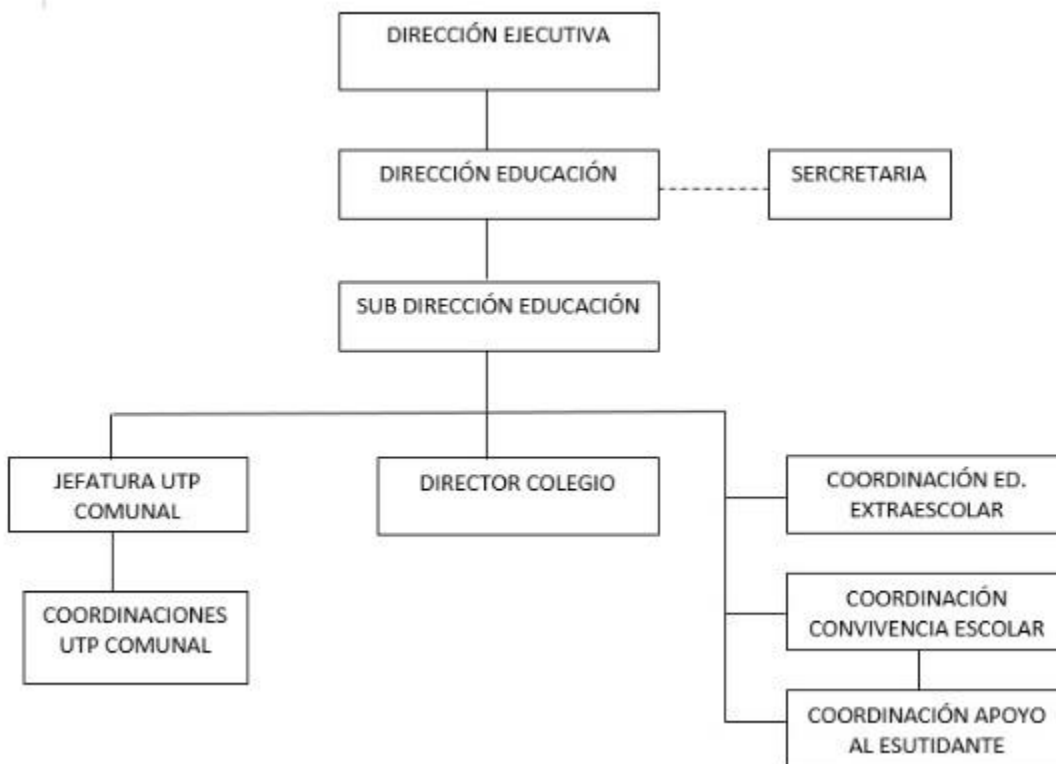 DIRECCIÓN EJECUTIVA
DIRECCIÓN EDUCACIÓN
SERCRETARIA
SUB DIRECCIÓN EDUCACIÓN
JEFATURA UTP
COMUNAL
DIRECTOR COLEGIO
COORDINACIÓN ED.
EXTRAESCOLAR
COORDINACIONES
UTP COMUNAL
COORDINACIÓN
CONVIVENCIA ESCOLAR
COORDINACIÓN APOYO
AL ESUTIDANTE